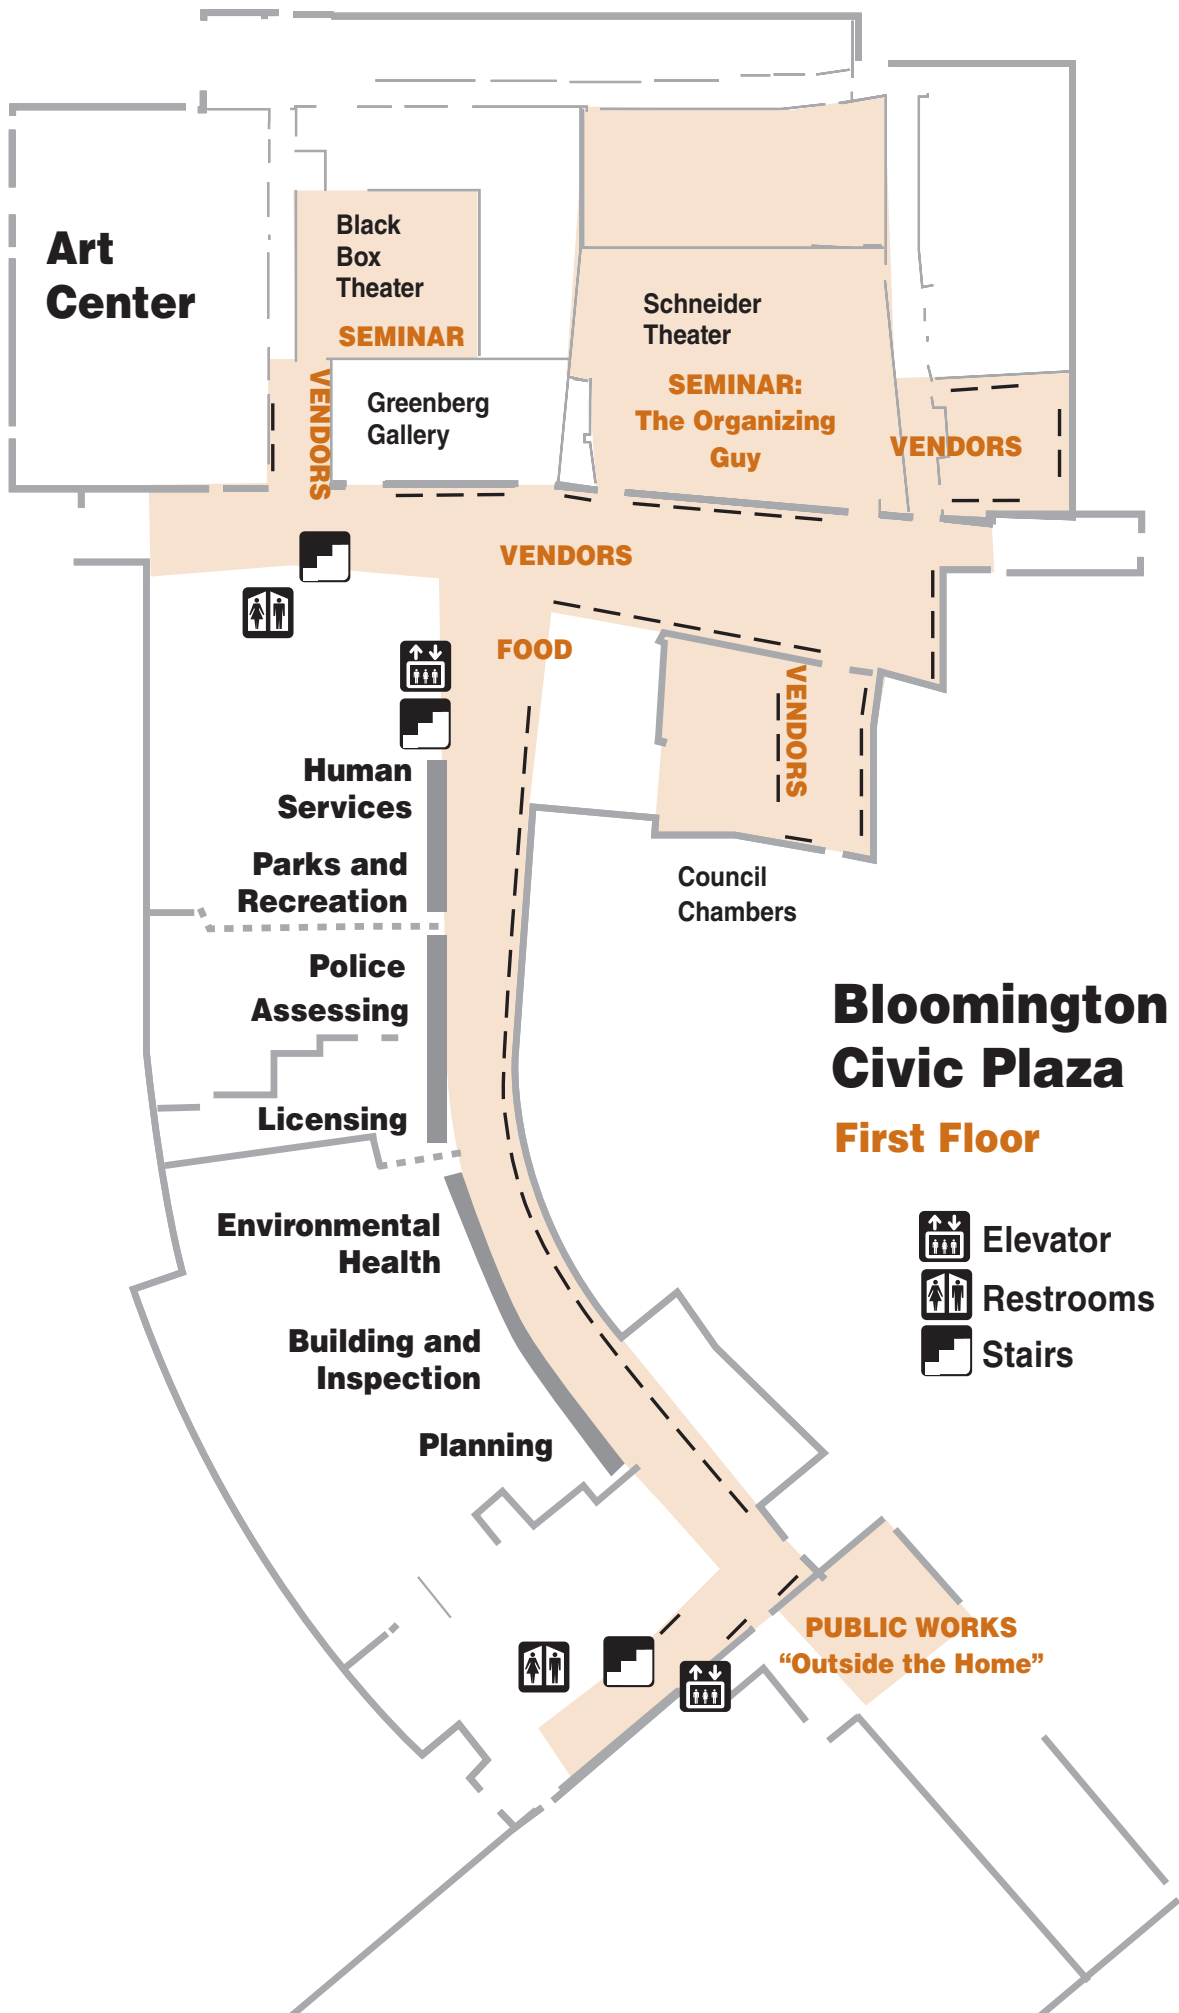 Art
Center
Black
Box
Theater
SEMINAR
VENDORS
Greenberg
Gallery
Schneider
Theater
SEMINAR:
The Organizing
Guy
VENDORS
VENDORS
FOOD
VENDORS
Human
Services
Parks and
Recreation
Police
Assessing
Licensing
Council
Chambers
Bloomington
Civic Plaza
First Floor
Elevator
Restrooms
Stairs
Environmental
Health
Building and
Inspection
Planning
PUBLIC WORKS
“Outside the Home”